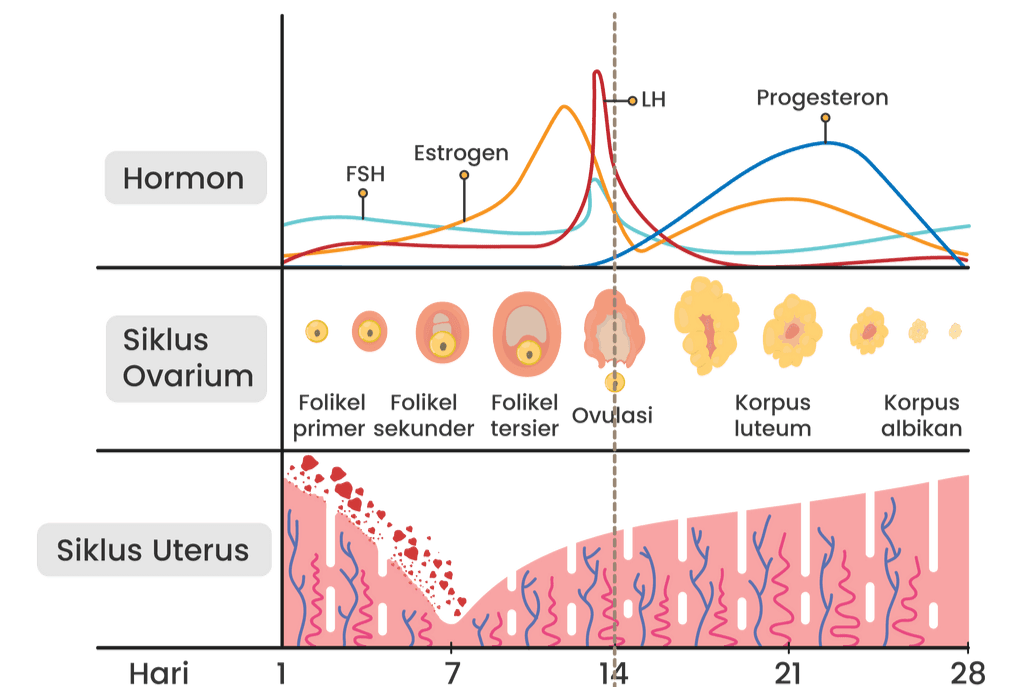 Hormon
FSH
Estrogen
LH
Progesteron
Siklus
Ovarium
Folikel
primer
Folikel
sekunder
Folikel
tersier
Ovulasi
Korpus
luteum
Korpus
albikan
Siklus Uterus
Hari 1 7 14 21 28